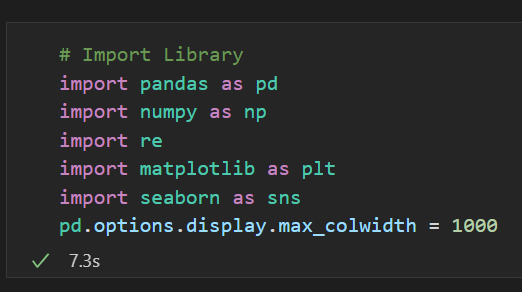 # Import Library
import pandas as pd
import numpy as np
import re
import matplotlib as plt
import seaborn as sns
pd.options.display.max_colwidth = 1000
7.3s